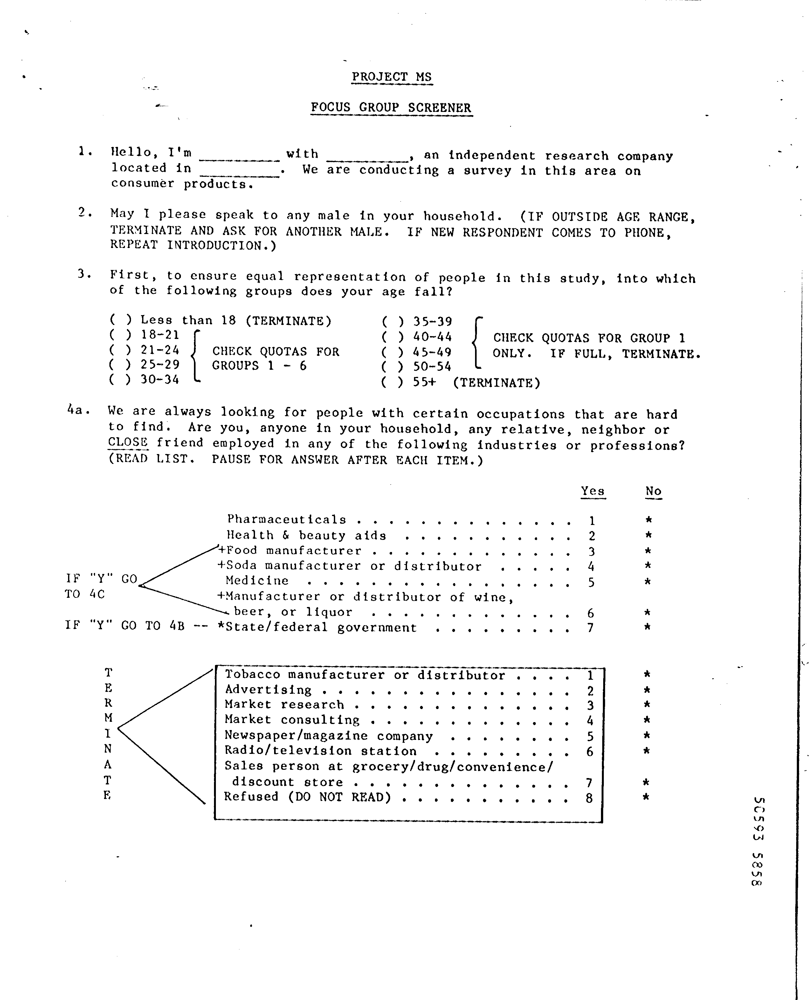 PROJECT MS
FOCUS GROUP SCREENER
1. Hello, I'm __________ with __________, an independent research company
located in __________. We are conducting a survey in this area on
consumer products.
2. May I please speak to any male in your household. (IF OUTSIDE AGE RANGE,
TERMINATE AND ASK FOR ANOTHER MALE. IF NEW RESPONDENT COMES TO PHONE,
REPEAT INTRODUCTION.)
3. First, to ensure equal representation of people in this study, into which
of the following groups does your age fall?
( ) Less than 18 (TERMINATE) ( ) 35-39
( ) 18-21 ( ) 40-44 CHECK QUOTAS FOR GROUP 1
( ) 21-24 CHECK QUOTAS FOR ( ) 45-49 ONLY. IF FULL, TERMINATE.
( ) 25-29 GROUPS 1 - 6 ( ) 50-54
( ) 30-34 ( ) 55+ (TERMINATE)
4a. We are always looking for people with certain occupations that are hard
to find. Are you, anyone in your household, any relative, neighbor or
CLOSE friend employed in any of the following industries or professions?
(READ LIST. PAUSE FOR ANSWER AFTER EACH ITEM.)
Yes No
Pharmaceuticals . . . . . . . . . . . . . . 1 *
Health & beauty aids . . . . . . . . . . . 2 *
+Food manufacturer . . . . . . . . . . . . . 3 *
+Soda manufacturer or distributor . . . . . 4 *
IF "Y" GO Medicine . . . . . . . . . . . . . . . . . 5 *
TO 4C +Manufacturer or distributor of wine,
beer, or liquor . . . . . . . . . . . . . 6 *
IF "Y" GO TO 4B -- *State/federal government . . . . . . . . . 7 *
T Tobacco manufacturer or distributor . . . . 1 *
E Advertising . . . . . . . . . . . . . . . . 2 *
R Market research . . . . . . . . . . . . . . 3 *
M Market consulting . . . . . . . . . . . . . 4 *
I Newspaper/magazine company . . . . . . . . 5 *
N Radio/television station . . . . . . . . . 6 *
A Sales person at grocery/drug/convenience/
T discount store . . . . . . . . . . . . . . 7 *
E Refused (DO NOT READ) . . . . . . . . . . . 8 *
50593 5858